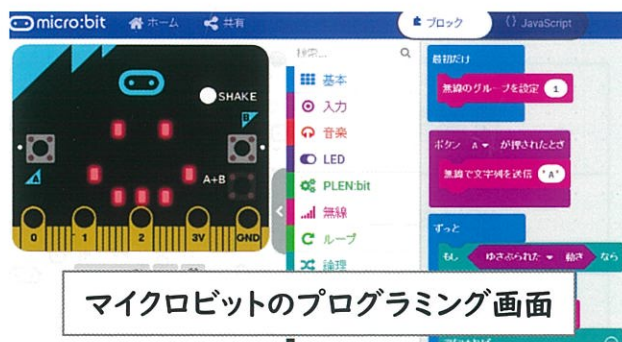 micro:bit ホーム 共有 ブロック {} JavaScript
検索...
SHAKE
B
A
A+B
0 1 2 3V GND
基本
入力
音楽
LED
PLEN:bit
無線
ループ
論理
最初だけ
無線のグループを設定 1
ボタン A が押されたとき
無線で文字列を送信 "A"
ずっと
もし ゆさぶられた 動き なら
マイクロビットのプログラミング画面